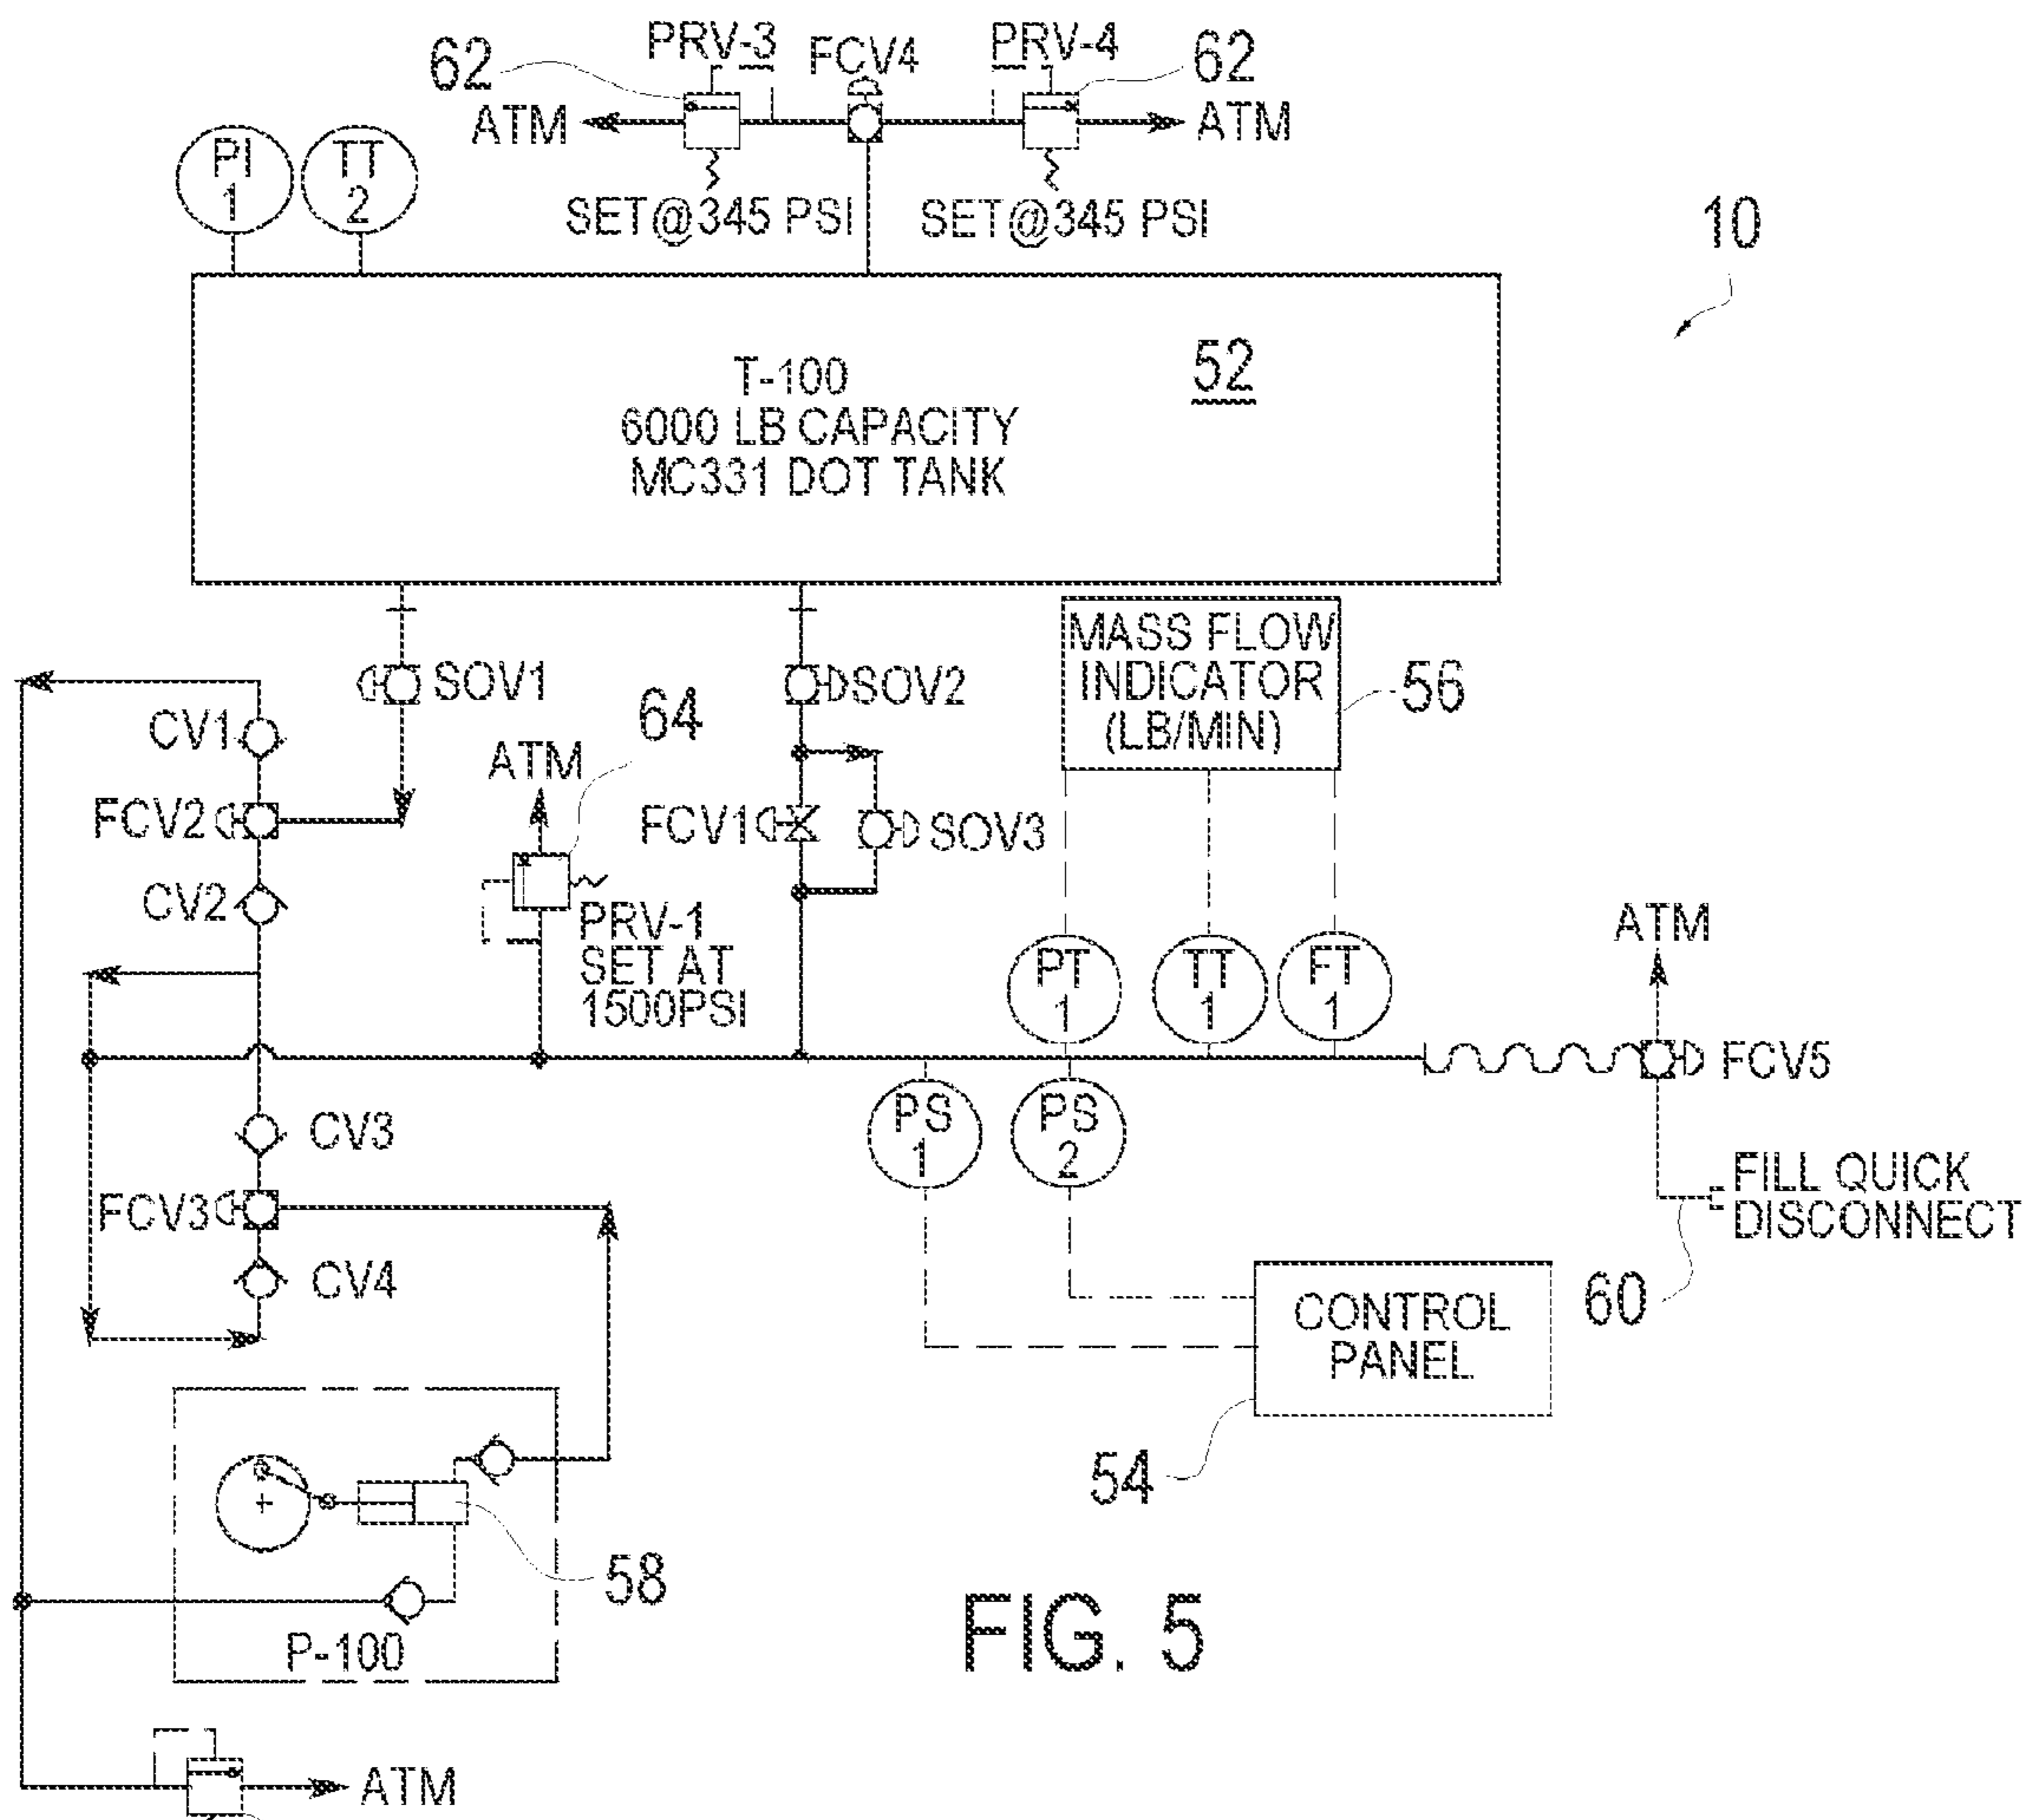 62
PRV-3
FCV4
PRV-4
62
ATM
ATM
PI
1
TT
2
SET@345 PSI
SET@345 PSI
10
T-100
52
6000 LB CAPACITY
MC331 DOT TANK
SOV1
SOV2
MASS FLOW
INDICATOR
(LB/MIN)
56
64
CV1
ATM
FCV2
FCV1
SOV3
CV2
PRV-1
SET AT
1500PSI
PT
1
TT
1
FT
1
ATM
FCV5
PS
1
PS
2
CV3
FCV3
CV4
FILL QUICK
DISCONNECT
60
CONTROL
PANEL
54
58
P-100
FIG. 5
ATM